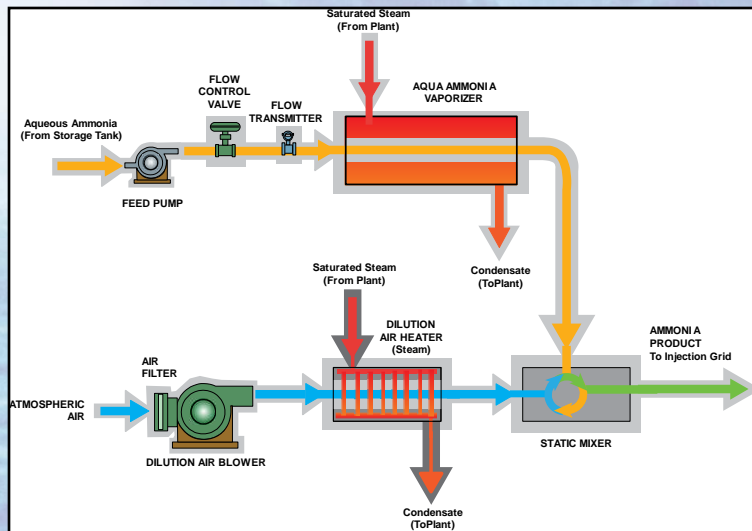 Saturated Steam
(From Plant)
FLOW
CONTROL
VALVE
FLOW
TRANSMITTER
AQUA AMMONIA
VAPORIZER
Aqueous Ammonia
(From Storage Tank)
FEED PUMP
Condensate
(ToPlant)
Saturated Steam
(From Plant)
DILUTION
AIR HEATER
(Steam)
AMMONIA
PRODUCT
To Injection Grid
AIR
FILTER
ATMOSPHERIC
AIR
DILUTION AIR BLOWER
STATIC MIXER
Condensate
(ToPlant)